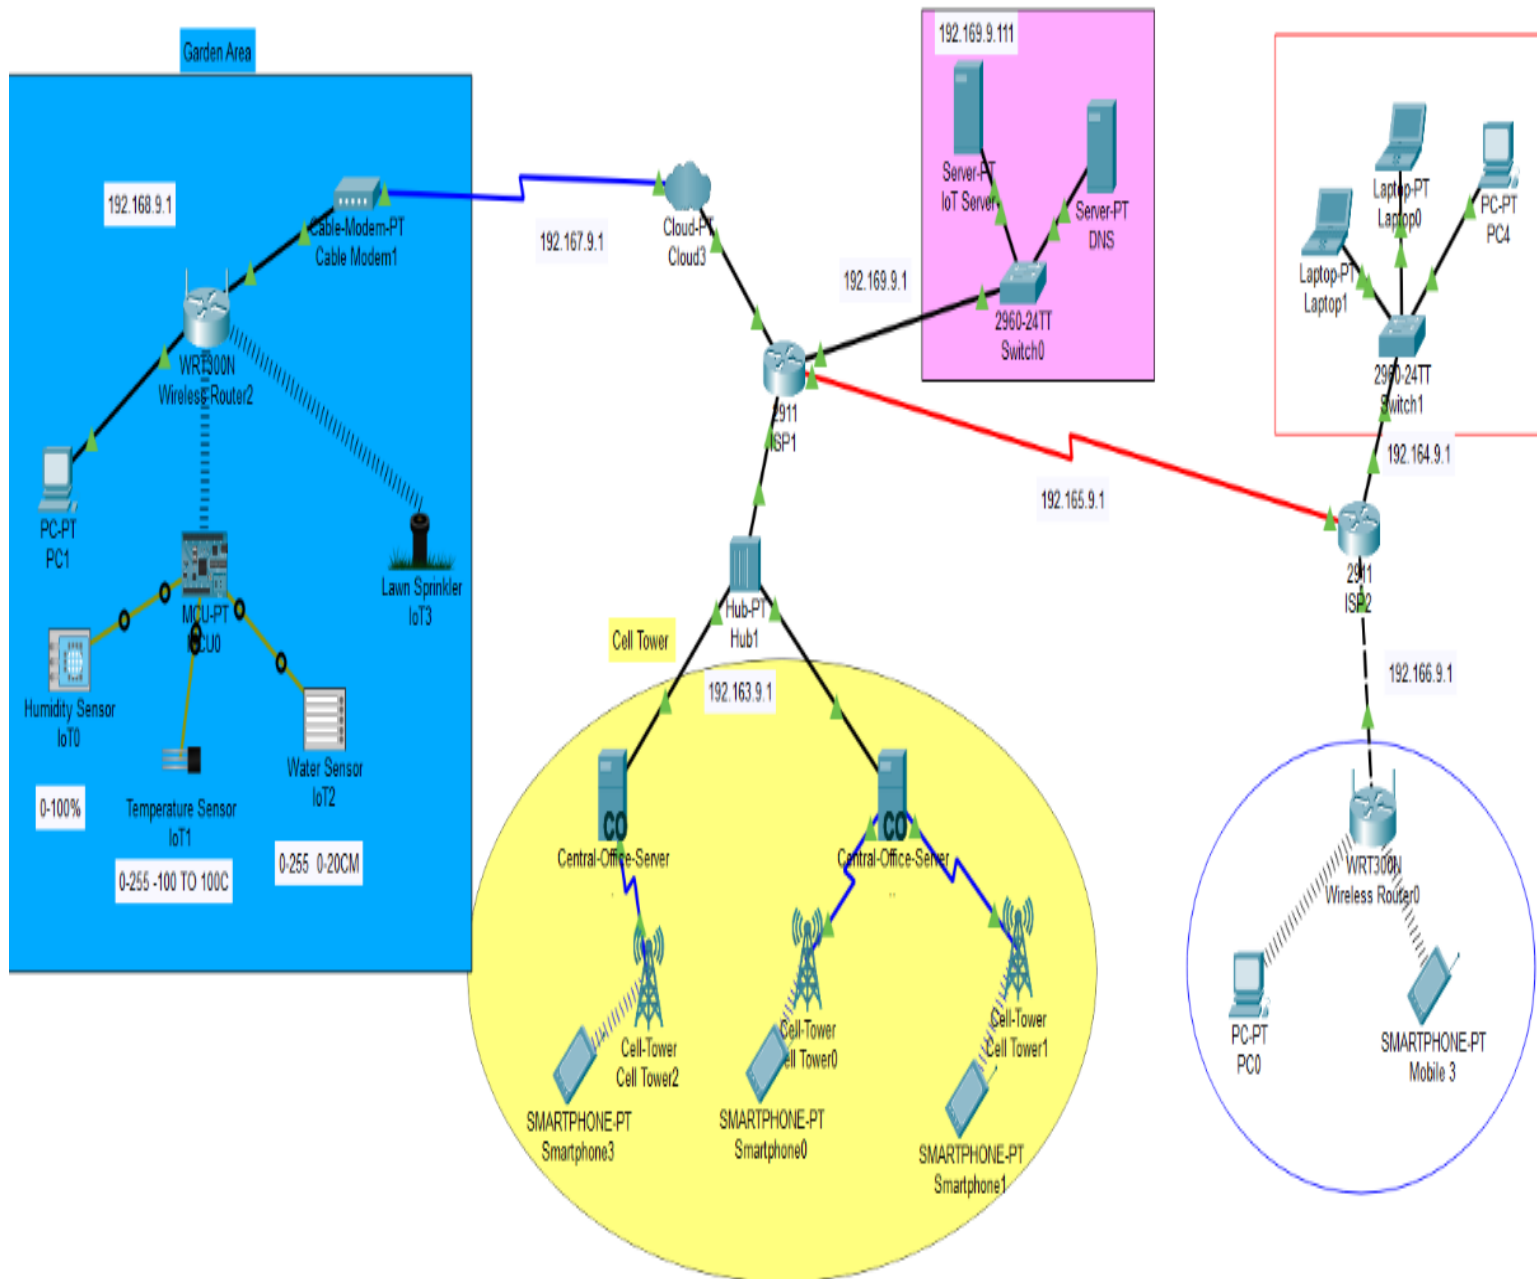 Garden Area
192.168.9.1
Cable-Modem-PT
Cable Modem1
192.167.9.1
Cloud-PT
Cloud3
WRT300N
Wireless Router2
PC-PT
PC1
MCU-PT
MCU0
Lawn Sprinkler
IoT3
Humidity Sensor
IoT0
0-100%
Temperature Sensor
IoT1
0-255 -100 TO 100C
Water Sensor
IoT2
0-255 0-20CM
192.169.9.111
Server-PT
IoT Server
Server-PT
DNS
192.169.9.1
2960-24TT
Switch0
2911
ISP1
192.165.9.1
Laptop-PT
Laptop0
PC-PT
PC4
Laptop-PT
Laptop1
2960-24TT
Switch1
192.164.9.1
2911
ISP2
192.166.9.1
Hub-PT
Hub1
Cell Tower
192.163.9.1
CO
Central-Office-Server
CO
Central-Office-Server
..
Cell-Tower
Cell Tower2
Cell-Tower
Cell Tower0
Cell-Tower
Cell Tower1
SMARTPHONE-PT
Smartphone3
SMARTPHONE-PT
Smartphone0
SMARTPHONE-PT
Smartphone1
WRT300N
Wireless Router0
PC-PT
PC0
SMARTPHONE-PT
Mobile 3